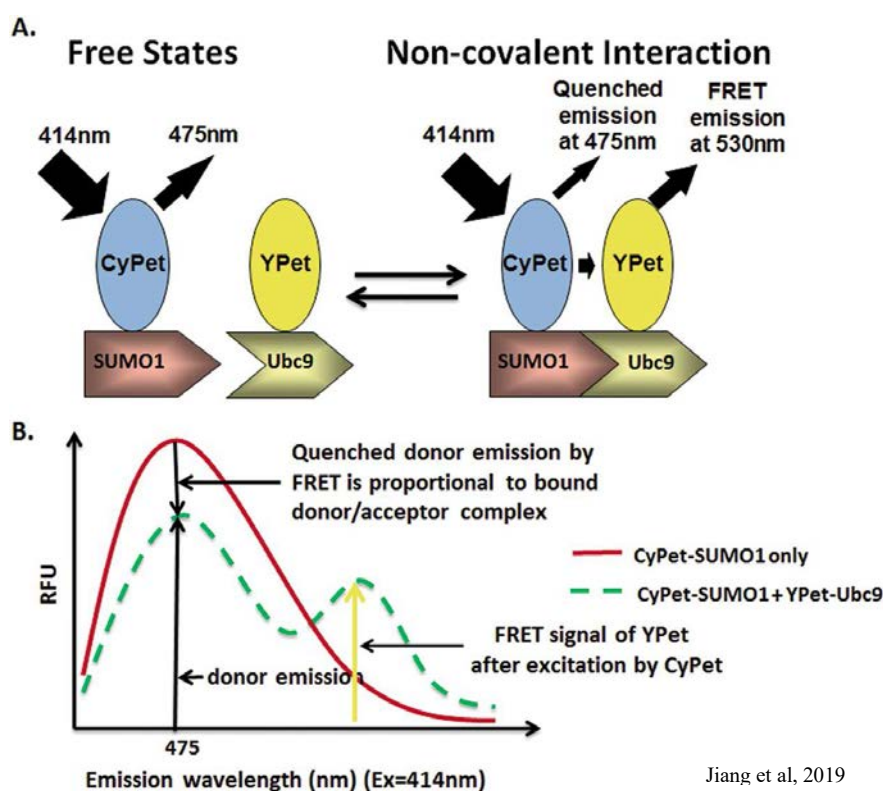 A.
Free States
Non-covalent Interaction
414nm
475nm
414nm
Quenched
emission
at 475nm
FRET
emission
at 530nm
CyPet
YPet
CyPet
YPet
SUMO1
Ubc9
SUMO1
Ubc9
B.
Quenched donor emission by
FRET is proportional to bound
donor/acceptor complex
CyPet-SUMO1 only
CyPet-SUMO1+YPet-Ubc9
RFU
FRET signal of YPet
after excitation by CyPet
donor emission
475
Emission wavelength (nm) (Ex=414nm)
Jiang et al, 2019